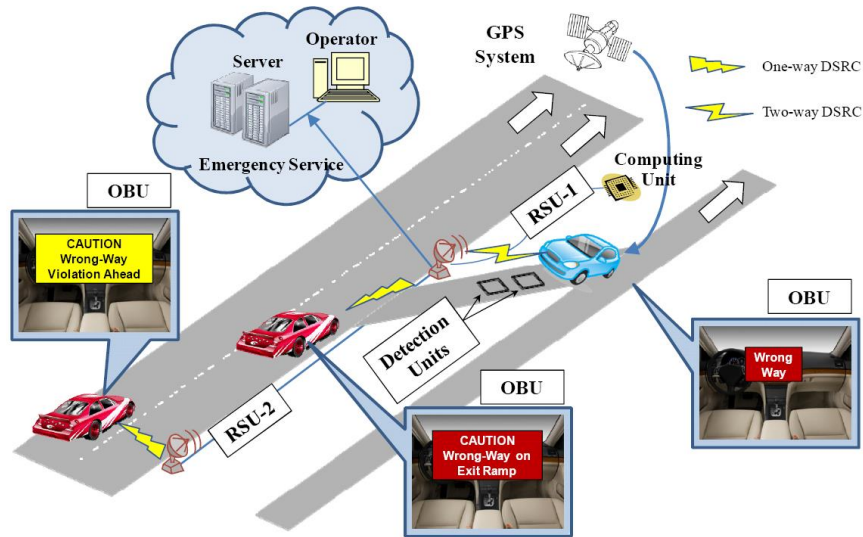 Operator
Server
Emergency Service
GPS
System
One-way DSRC
Two-way DSRC
Computing
Unit
RSU-1
OBU
CAUTION
Wrong-Way
Violation Ahead
Detection
Units
OBU
Wrong
Way
RSU-2
OBU
CAUTION
Wrong-Way on
Exit Ramp